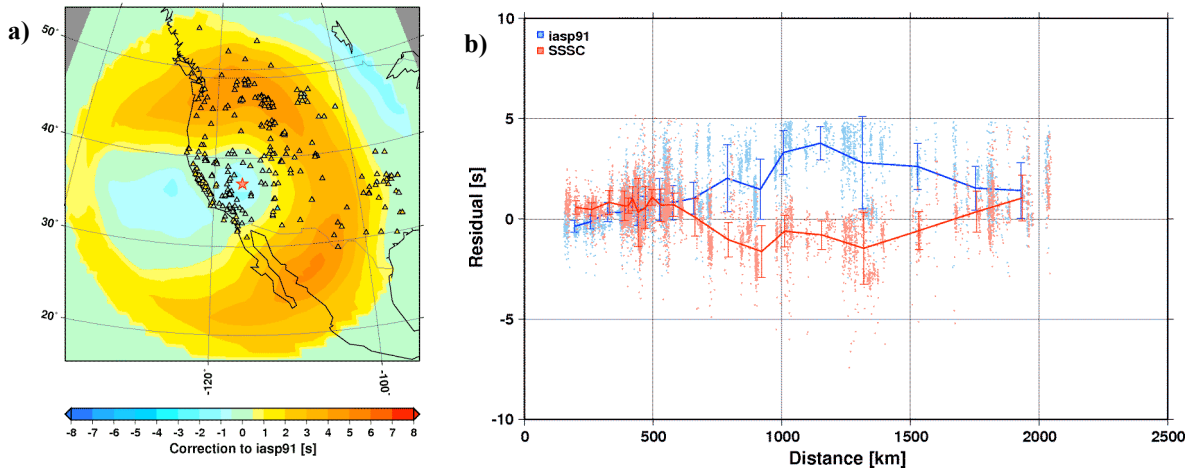 a)
50°
40°
30°
20°
-120°
-100°
-8 -7 -6 -5 -4 -3 -2 -1 0 1 2 3 4 5 6 7 8
Correction to iasp91 [s]
b)
iasp91
SSSC
10
5
0
-5
-10
Residual [s]
0 500 1000 1500 2000 2500
Distance [km]